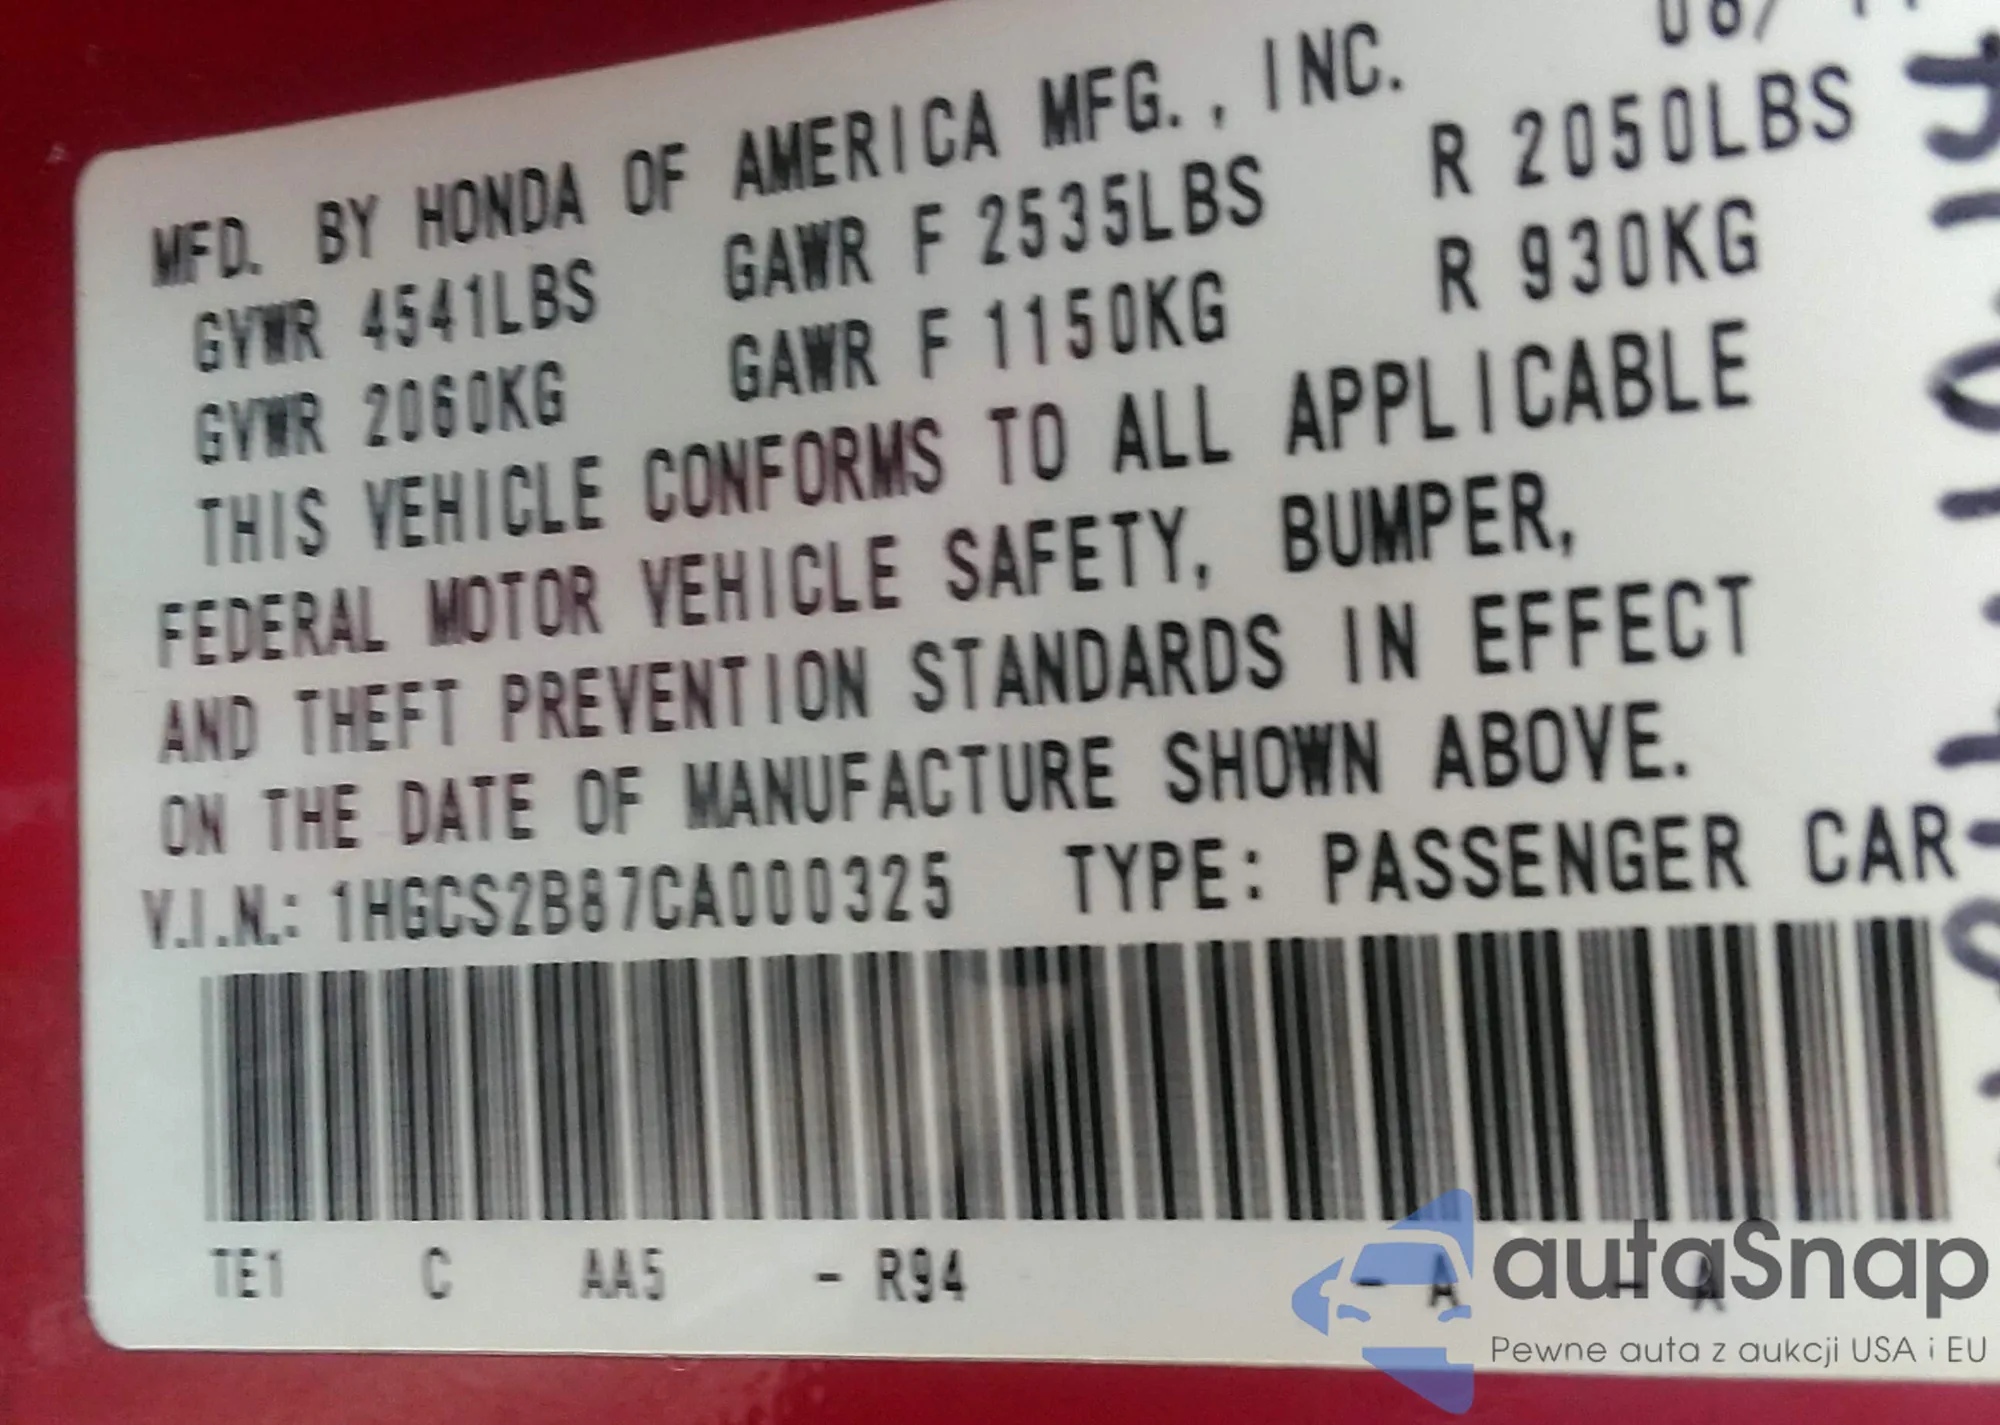 MFD. BY HONDA OF AMERICA MFG., INC. 08/11
GVWR 4541LBS GAWR F 2535LBS R 2050LBS
GVWR 2060KG GAWR F 1150KG R 930KG
THIS VEHICLE CONFORMS TO ALL APPLICABLE
FEDERAL MOTOR VEHICLE SAFETY, BUMPER,
AND THEFT PREVENTION STANDARDS IN EFFECT
ON THE DATE OF MANUFACTURE SHOWN ABOVE.
V.I.N.: 1HGCS2B87CA000325 TYPE: PASSENGER CAR
TE1 C AA5 - R94 - A - A
autaSnap
Pewne auta z aukcji USA i EU